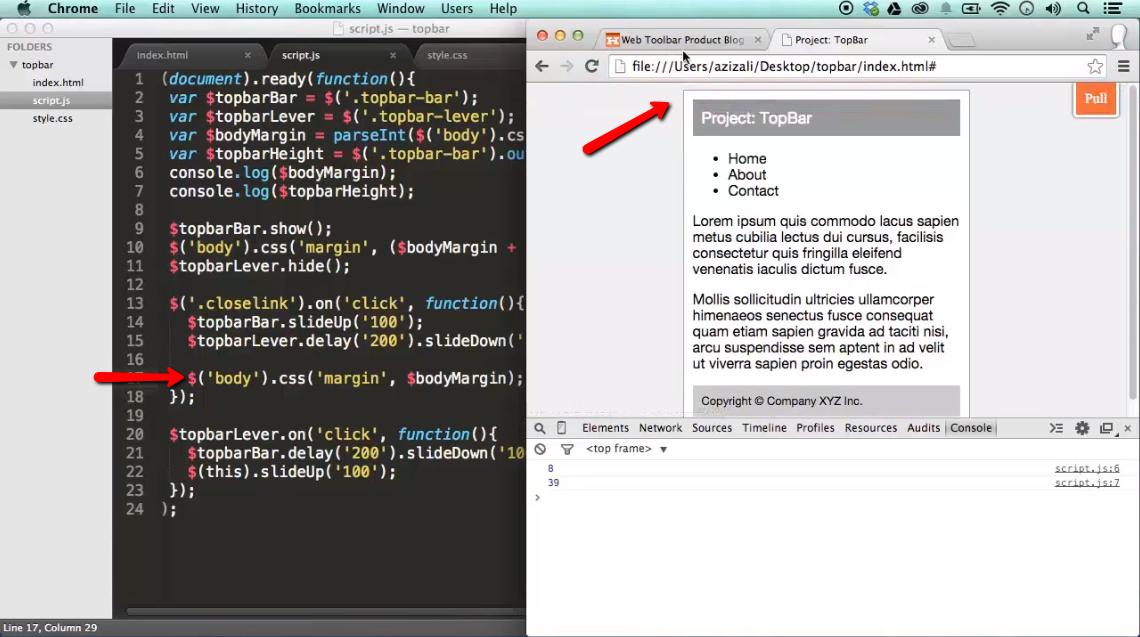 Chrome File Edit View History Bookmarks Window Users Help
script.js — topbar
FOLDERS
topbar
index.html
script.js
style.css
index.html script.js style.css
1 (document).ready(function(){
2 var $topbarBar = $('.topbar-bar');
3 var $topbarLever = $('.topbar-lever');
4 var $bodyMargin = parseInt($('body').cs
5 var $topbarHeight = $('.topbar-bar').ou
6 console.log($bodyMargin);
7 console.log($topbarHeight);
8
9 $topbarBar.show();
10 $('body').css('margin', ($bodyMargin +
11 $topbarLever.hide();
12
13 $('.closelink').on('click', function(){
14 $topbarBar.slideUp('100');
15 $topbarLever.delay('200').slideDown('
16
$('body').css('margin', $bodyMargin);
18 });
19
20 $topbarLever.on('click', function(){
21 $topbarBar.delay('200').slideDown('10
22 $(this).slideUp('100');
23 });
24 );
Line 17, Column 29
Web Toolbar Product Blog
Project: TopBar
file:///Users/azizali/Desktop/topbar/index.html#
Pull
Project: TopBar
Home
About
Contact
Lorem ipsum quis commodo lacus sapien
metus cubilia lectus dui cursus, facilisis
consectetur quis fringilla eleifend
venenatis iaculis dictum fusce.
Mollis sollicitudin ultricies ullamcorper
himenaeos senectus fusce consequat
quam etiam sapien gravida ad taciti nisi,
arcu suspendisse sem aptent in ad velit
ut viverra sapien proin egestas odio.
Copyright © Company XYZ Inc.
Elements Network Sources Timeline Profiles Resources Audits Console
<top frame>
8 script.js:6
39 script.js:7